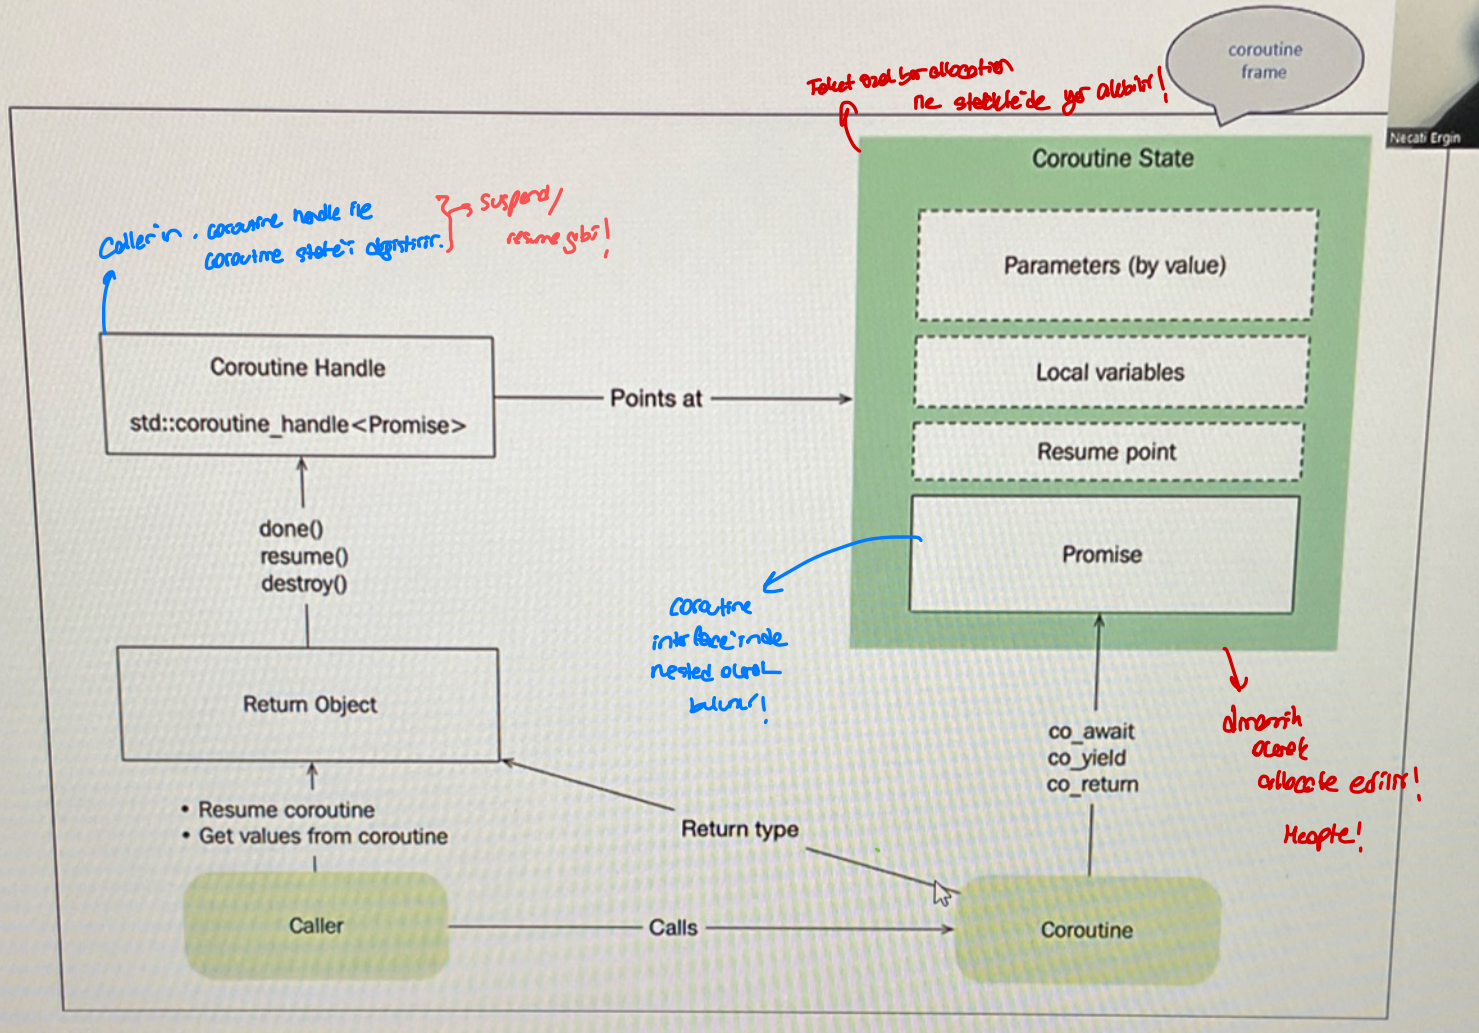 coroutine
frame
Necati Ergin
Fakat özel bir allocation
ne stackte'de yer alabilir!
Coroutine State
Caller'ın, coroutine handle ile
coroutine state'i değiştirir.
suspend/
resume gibi!
Parameters (by value)
Coroutine Handle
std::coroutine_handle<Promise>
Points at
Local variables
Resume point
done()
resume()
destroy()
Promise
coroutine
interface'inde
nested olarak
bulunur!
Return Object
co_await
co_yield
co_return
dinamik
olarak
allocate edilir!
Heapte!
• Resume coroutine
• Get values from coroutine
Return type
Caller
Calls
Coroutine